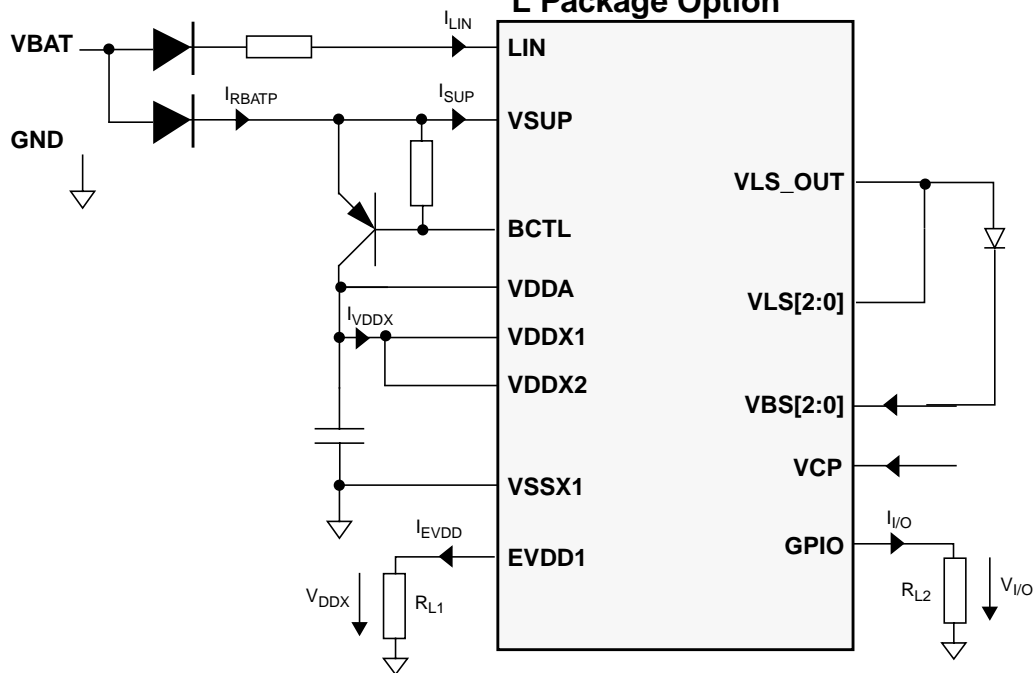 L Package Option
VBAT
GND
I_LIN
I_RBATP
I_SUP
I_VDDX
I_EVDD
V_DDX
R_L1
LIN
VSUP
BCTL
VDDA
VDDX1
VDDX2
VSSX1
EVDD1
VLS_OUT
VLS[2:0]
VBS[2:0]
VCP
GPIO
I_I/O
R_L2
V_I/O